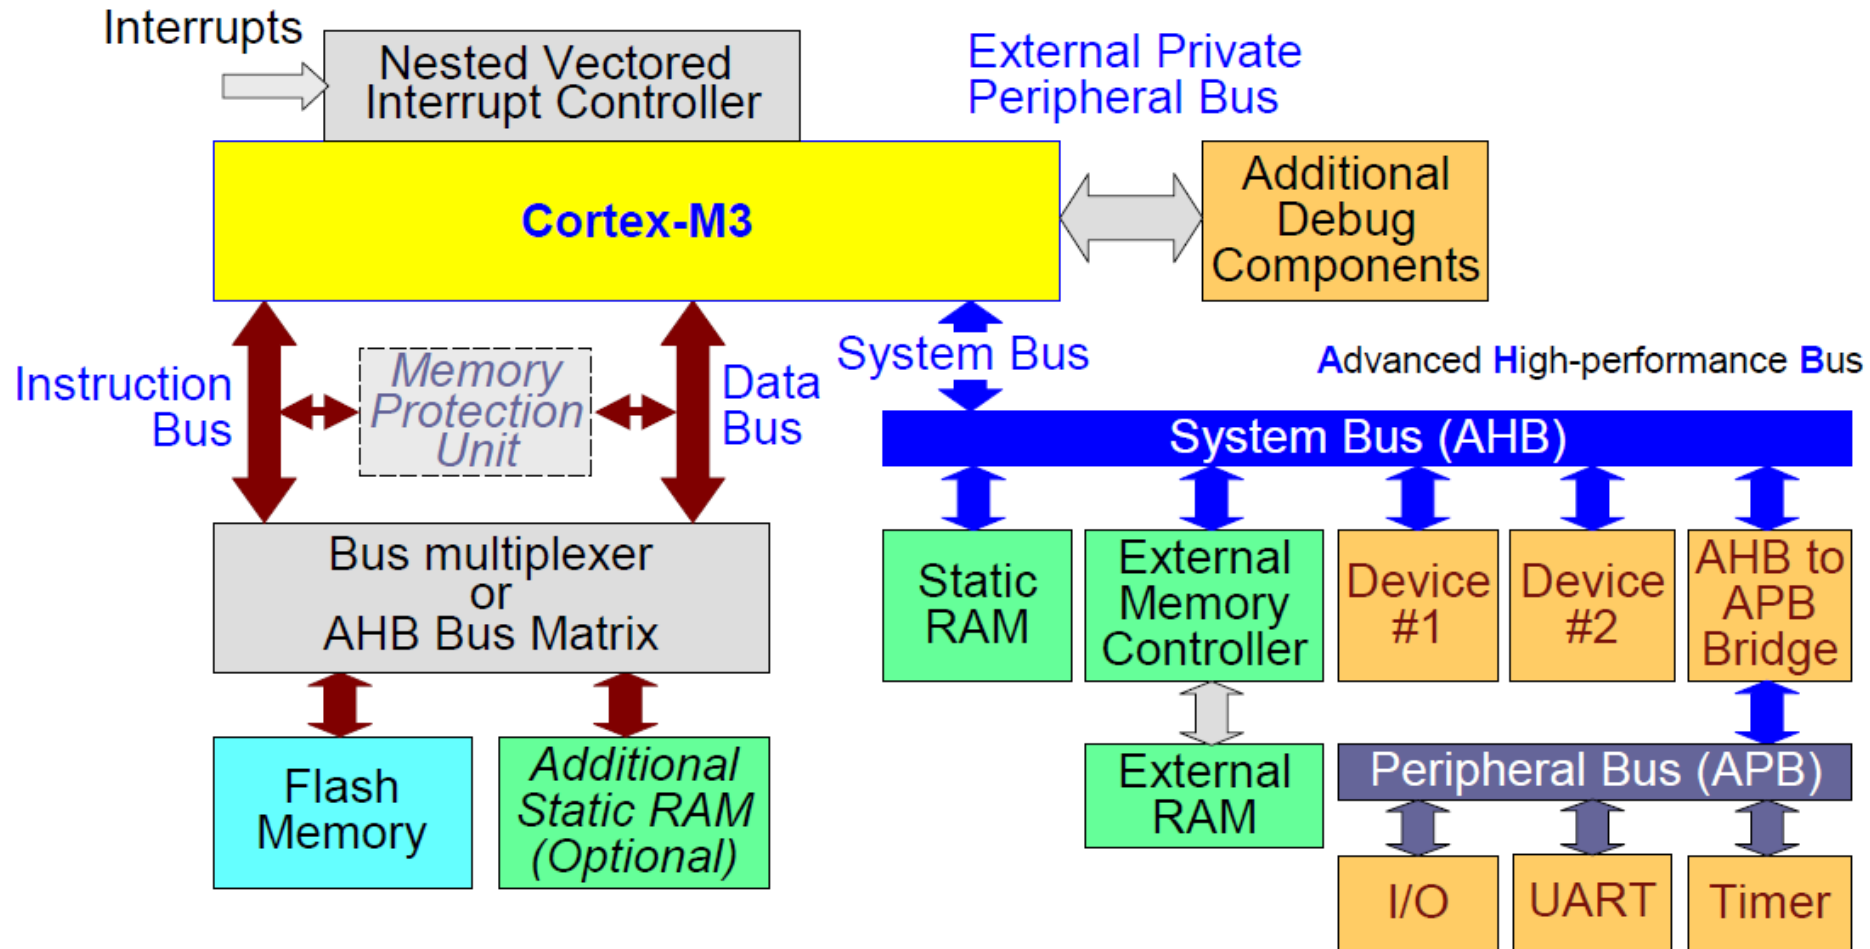 Interrupts
Nested Vectored
Interrupt Controller
External Private
Peripheral Bus
Cortex-M3
Additional
Debug
Components
Instruction
Bus
Memory
Protection
Unit
Data
Bus
System Bus
Advanced High-performance Bus
System Bus (AHB)
Bus multiplexer
or
AHB Bus Matrix
Static
RAM
External
Memory
Controller
Device
#1
Device
#2
AHB to
APB
Bridge
Flash
Memory
Additional
Static RAM
(Optional)
External
RAM
Peripheral Bus (APB)
I/O
UART
Timer